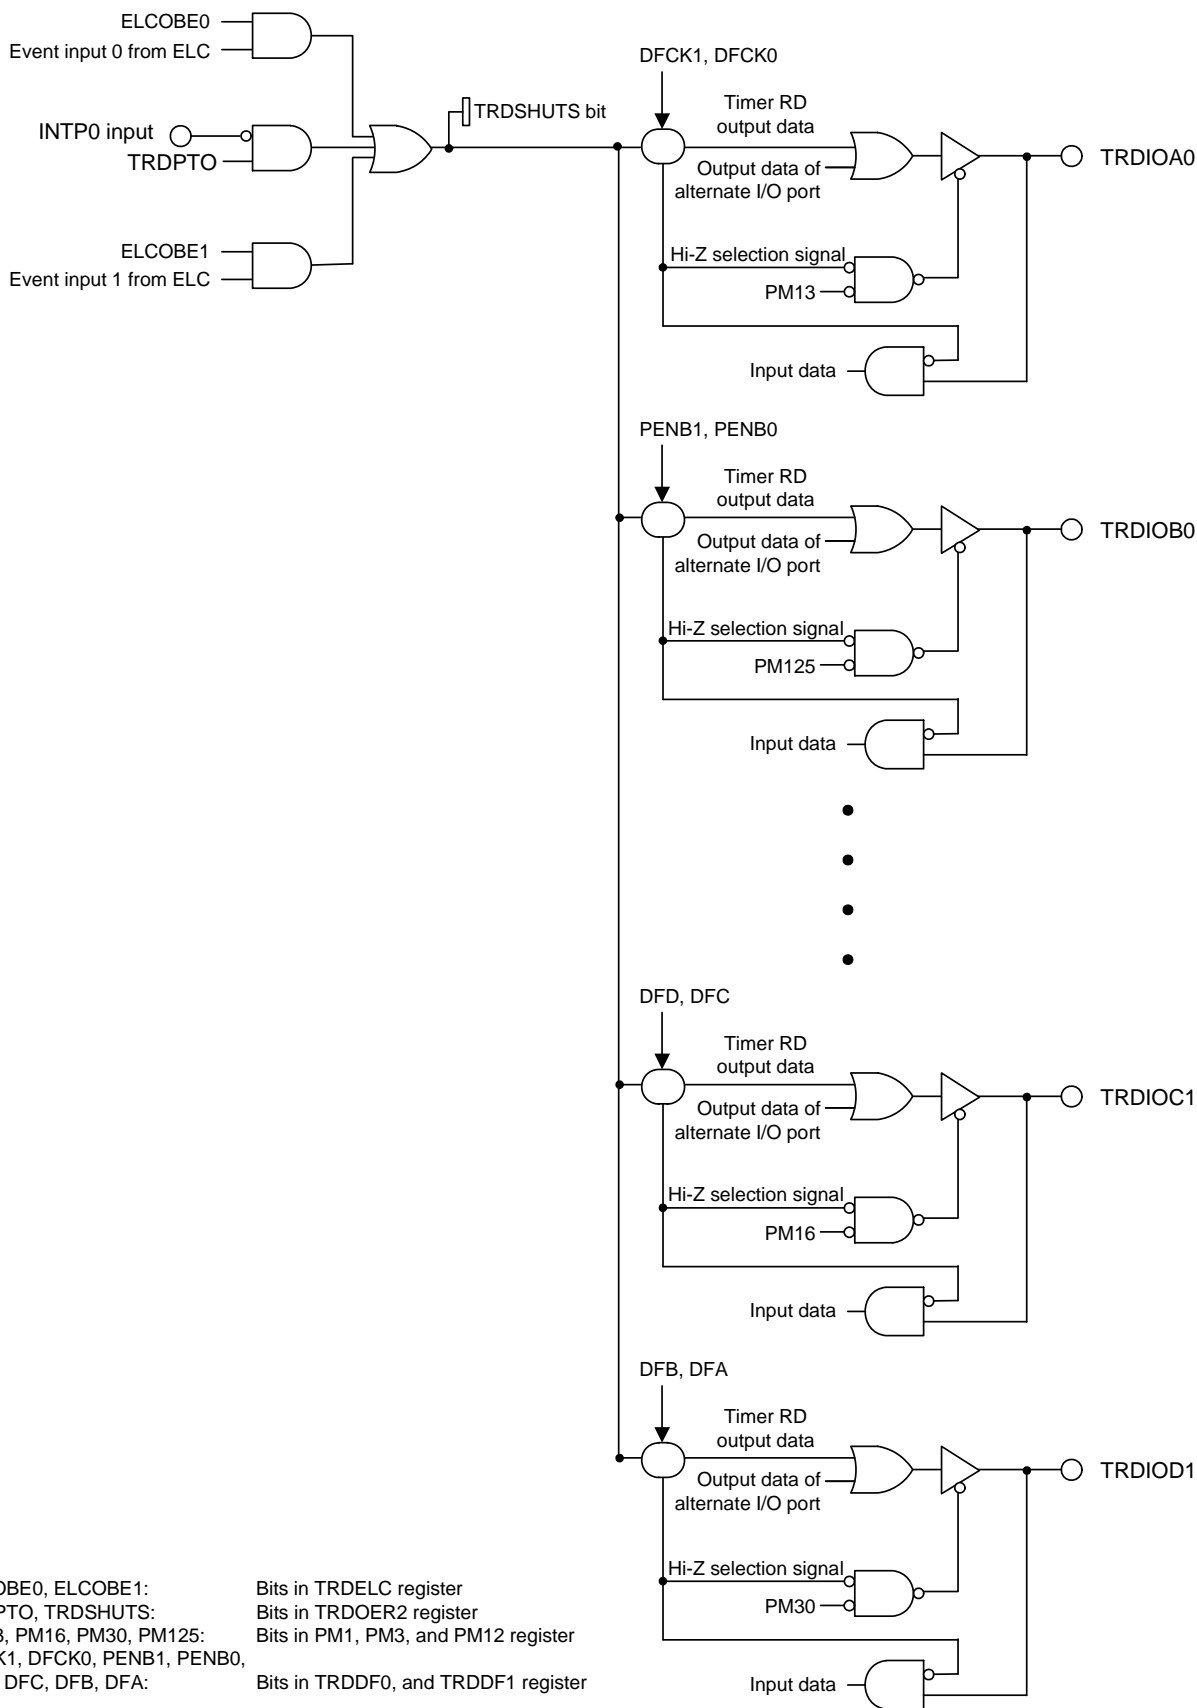 ELCOBE0
Event input 0 from ELC
INTP0 input
TRDPTO
ELCOBE1
Event input 1 from ELC
TRDSHUTS bit
DFCK1, DFCK0
Timer RD
output data
Output data of
alternate I/O port
Hi-Z selection signal
PM13
Input data
TRDIOA0
PENB1, PENB0
Timer RD
output data
Output data of
alternate I/O port
Hi-Z selection signal
PM125
Input data
TRDIOB0
DFD, DFC
Timer RD
output data
Output data of
alternate I/O port
Hi-Z selection signal
PM16
Input data
TRDIOC1
DFB, DFA
Timer RD
output data
Output data of
alternate I/O port
Hi-Z selection signal
PM30
Input data
TRDIOD1
ELCOBE1: Bits in TRDELC register
TRDSHUTS: Bits in TRDOER2 register
PM16, PM30, PM125: Bits in PM1, PM3, and PM12 register
DFCK0, PENB1, PENB0,
DFC, DFB, DFA: Bits in TRDDF0, and TRDDF1 register